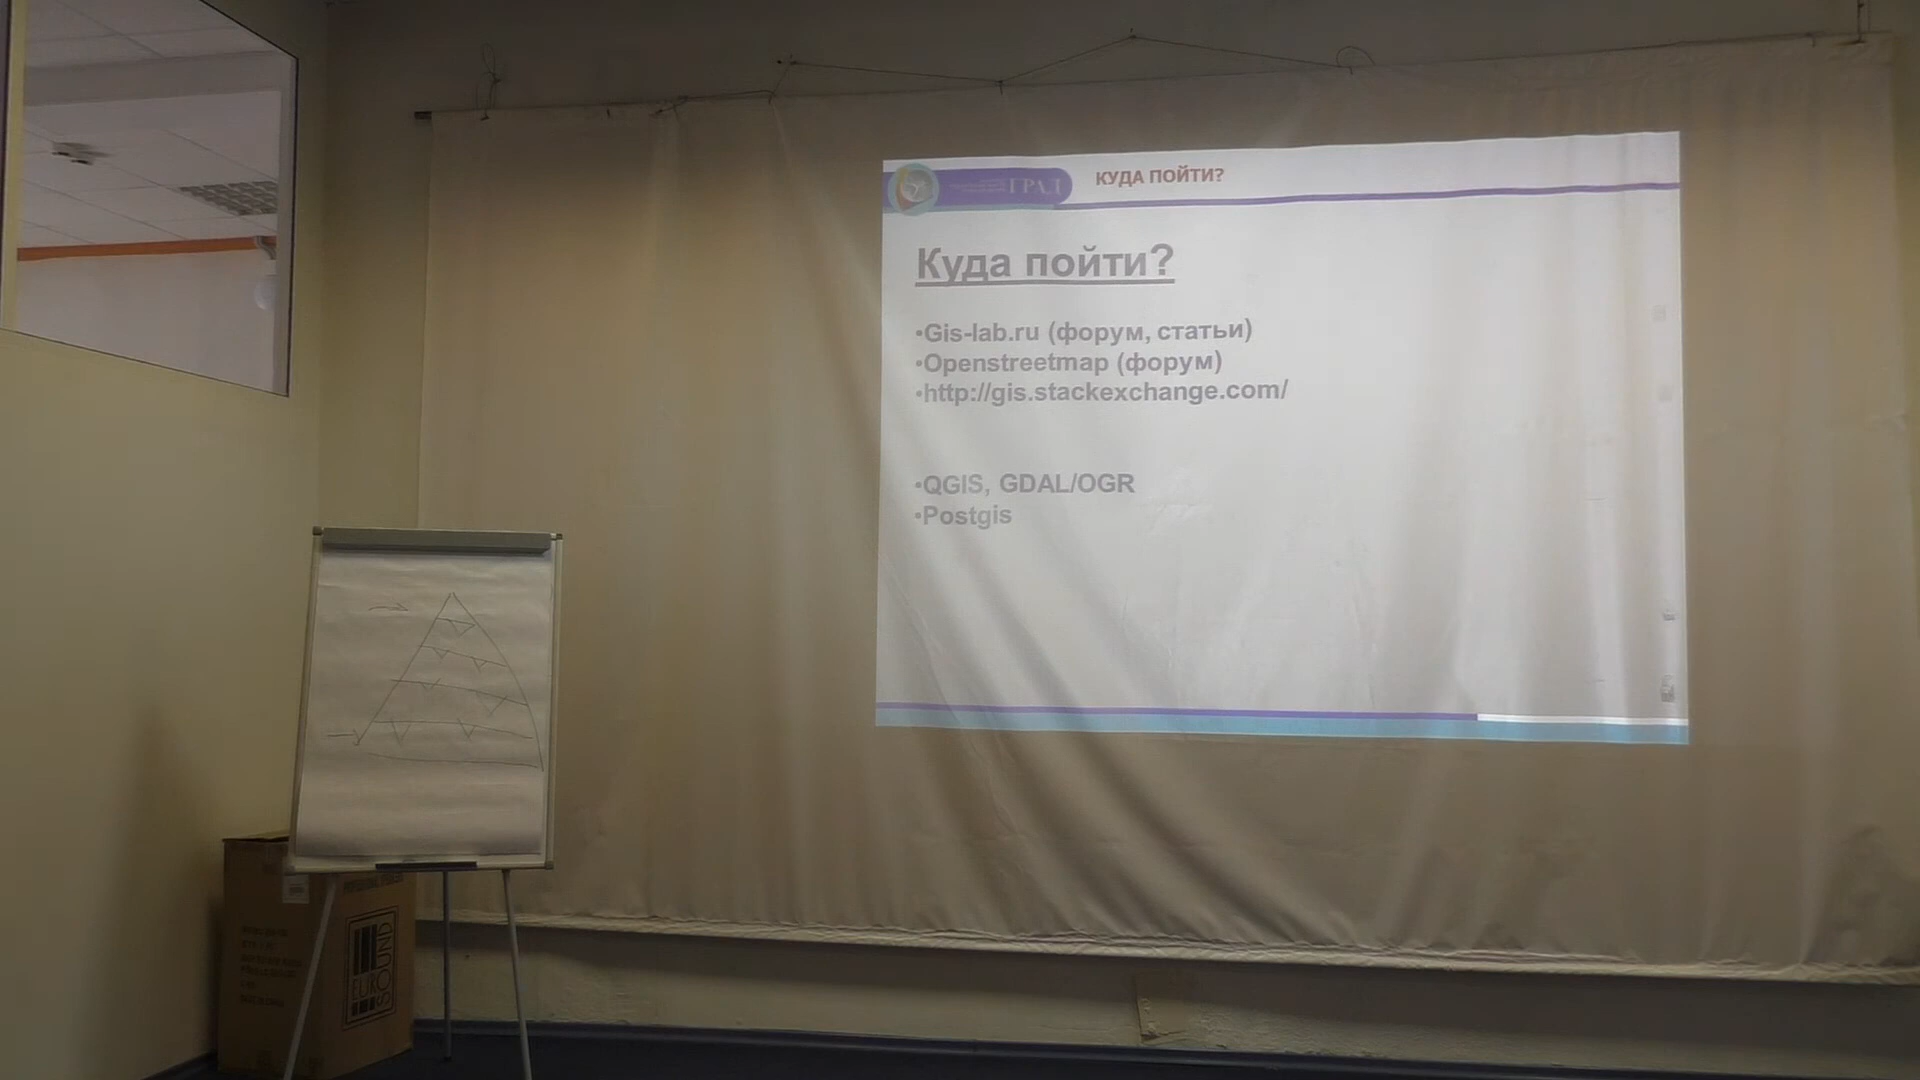 ГРАД
КУДА ПОЙТИ?
Куда пойти?
•Gis-lab.ru (форум, статьи)
•Openstreetmap (форум)
•http://gis.stackexchange.com/
•QGIS, GDAL/OGR
•Postgis
EUROSOUND